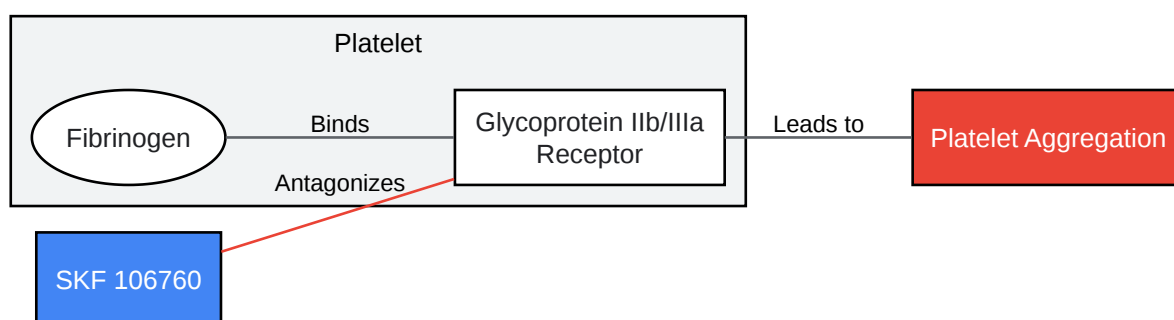 Platelet
Fibrinogen
Binds
Glycoprotein IIb/IIIa
Receptor
Leads to
Platelet Aggregation
Antagonizes
SKF 106760